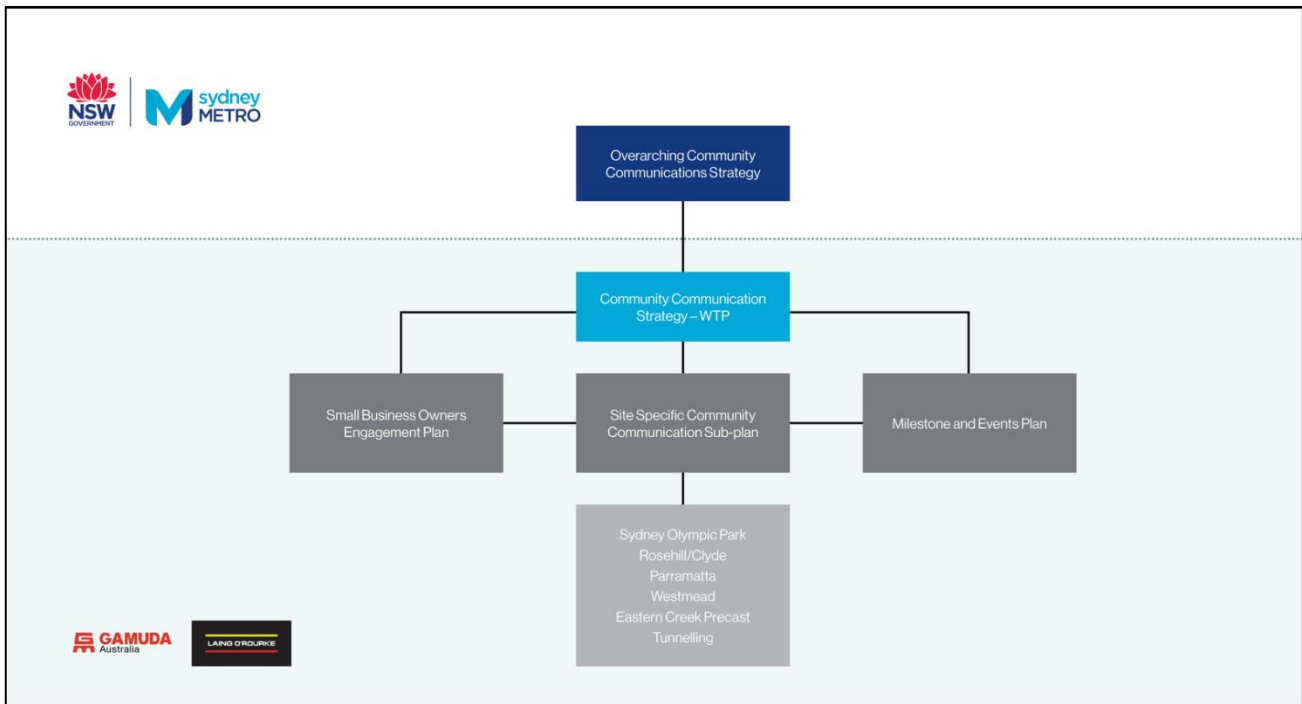 NSW
GOVERNMENT
sydney
METRO
Overarching Community
Communications Strategy
Community Communication
Strategy – WTP
Small Business Owners
Engagement Plan
Site Specific Community
Communication Sub-plan
Milestone and Events Plan
Sydney Olympic Park
Rosehill/Clyde
Parramatta
Westmead
Eastern Creek Precast
Tunnelling
GAMUDA
Australia
LAING O'ROURKE